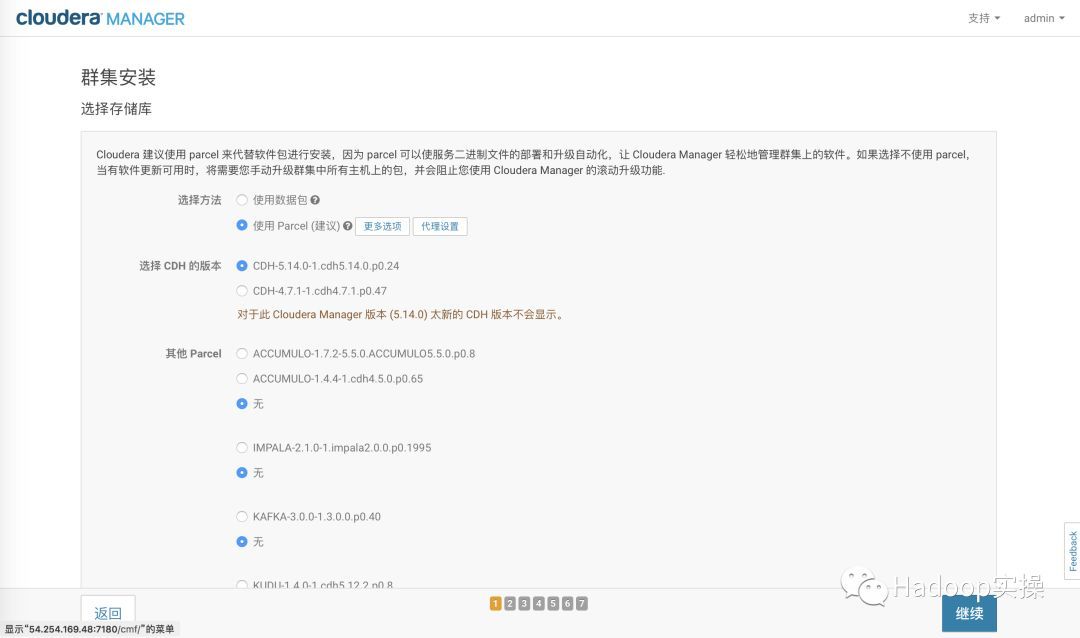 cloudera MANAGER
支持 admin
群集安装
选择存储库
Cloudera 建议使用 parcel 来代替软件包进行安装，因为 parcel 可以使服务二进制文件的部署和升级自动化，让 Cloudera Manager 轻松地管理群集上的软件。如果选择不使用 parcel，
当有软件更新可用时，将需要您手动升级群集中所有主机上的包，并会阻止您使用 Cloudera Manager 的滚动升级功能.
选择方法 使用数据包
使用 Parcel (建议) 更多选项 代理设置
选择 CDH 的版本 CDH-5.14.0-1.cdh5.14.0.p0.24
CDH-4.7.1-1.cdh4.7.1.p0.47
对于此 Cloudera Manager 版本 (5.14.0) 太新的 CDH 版本不会显示。
其他 Parcel ACCUMULO-1.7.2-5.5.0.ACCUMULO5.5.0.p0.8
ACCUMULO-1.4.4-1.cdh4.5.0.p0.65
无
IMPALA-2.1.0-1.impala2.0.0.p0.1995
无
KAFKA-3.0.0-1.3.0.0.p0.40
无
KUDU-1.4.0-1.cdh5.12.2.p0.8
Feedback
Hadoop实操
返回 1 2 3 4 5 6 7 继续
显示“54.254.169.48:7180/cmf/”的菜单